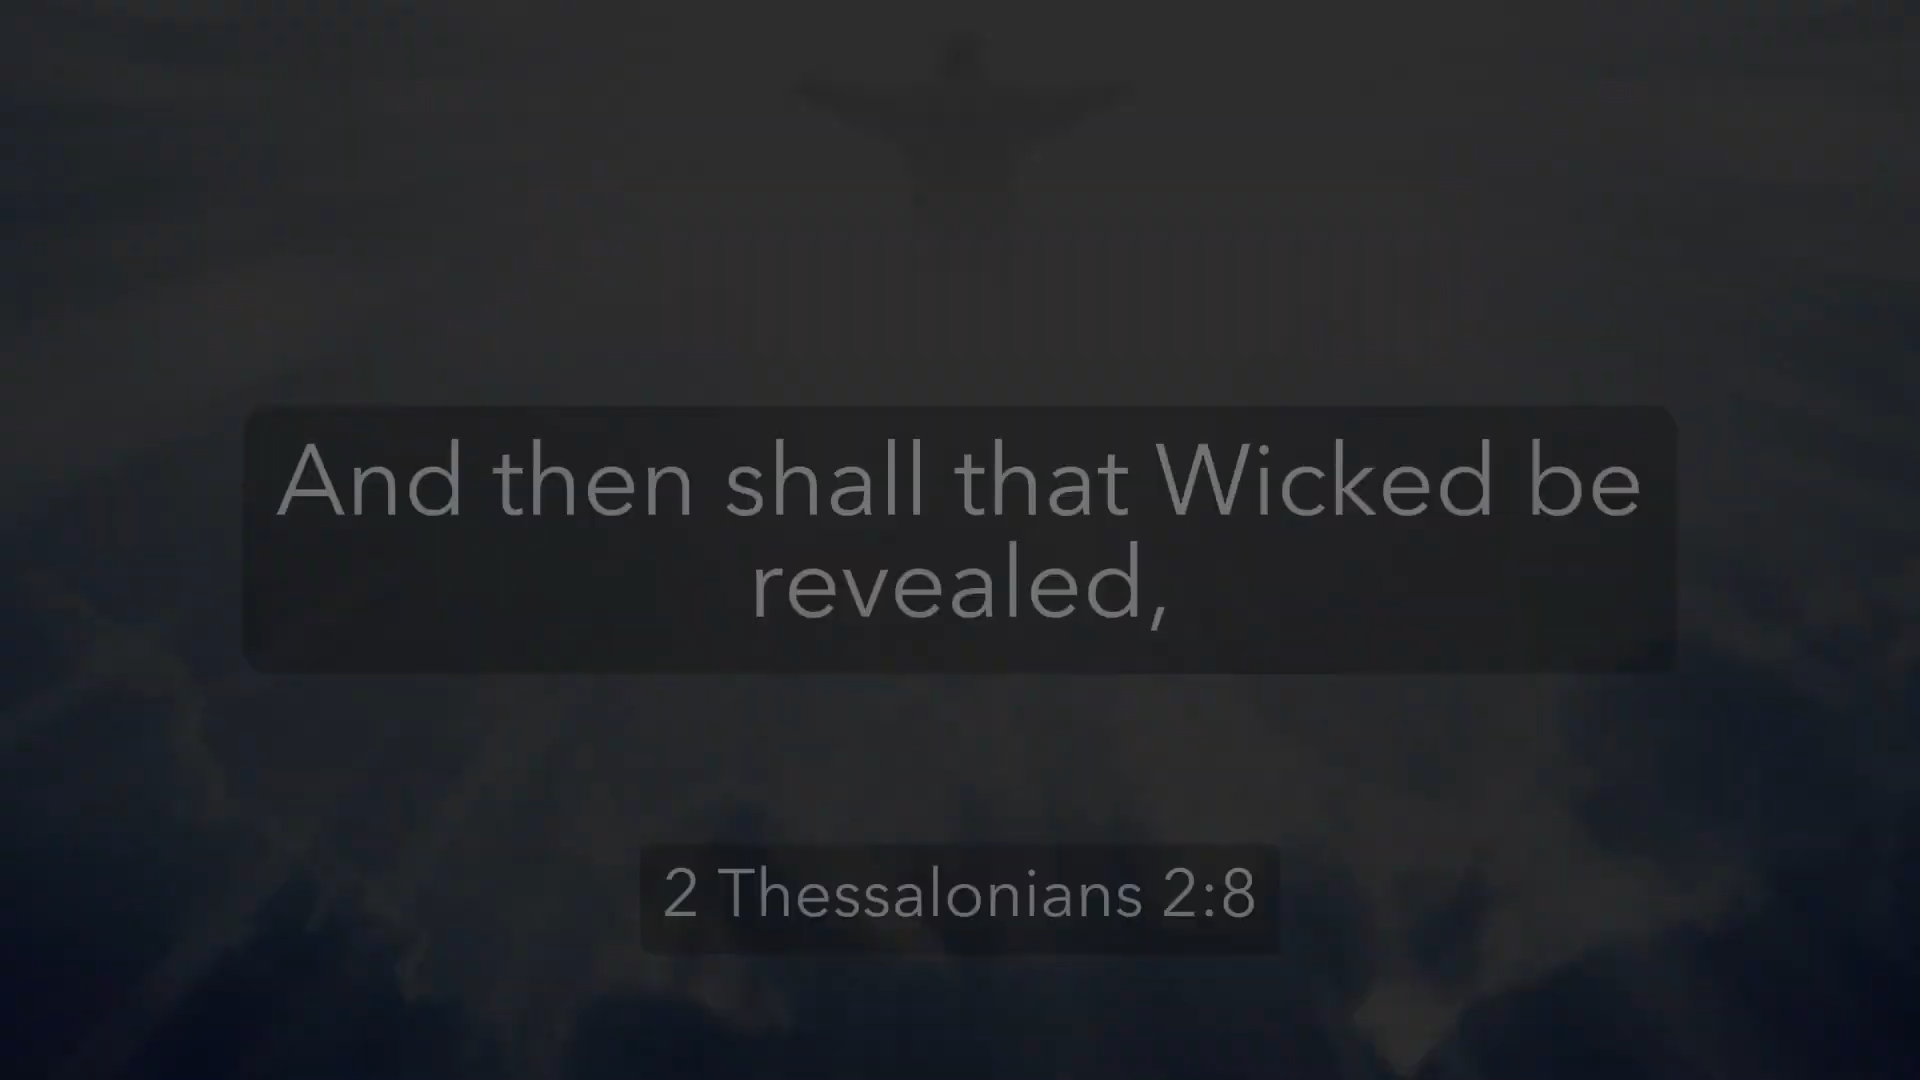 And then shall that Wicked be
revealed,
2 Thessalonians 2:8